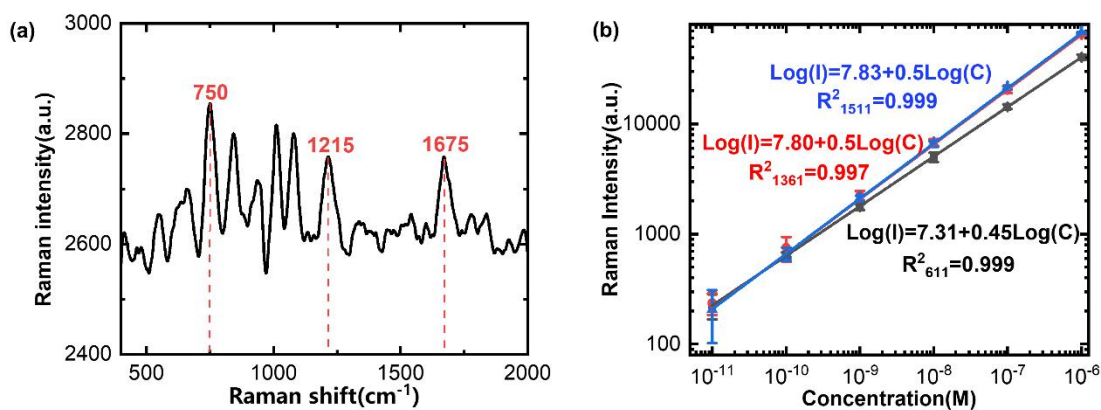 (a)
3000
2800
2600
2400
Raman intensity(a.u.)
750
1215
1675
500
1000
1500
2000
Raman shift(cm⁻¹)
(b)
10000
1000
100
Raman Intensity(a.u.)
Log(I)=7.83+0.5Log(C)
R²₁₅₁₁=0.999
Log(I)=7.80+0.5Log(C)
R²₁₃₆₁=0.997
Log(I)=7.31+0.45Log(C)
R²₆₁₁=0.999
10⁻¹¹
10⁻¹⁰
10⁻⁹
10⁻⁸
10⁻⁷
10⁻⁶
Concentration(M)